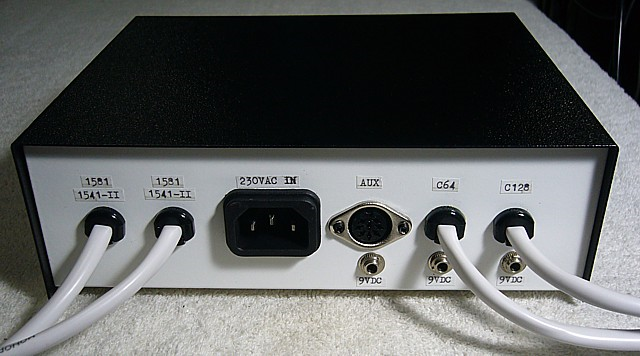 1581
1541-II
1581
1541-II
230VAC IN
AUX
C64
C128
9VDC
9VDC
9VDC